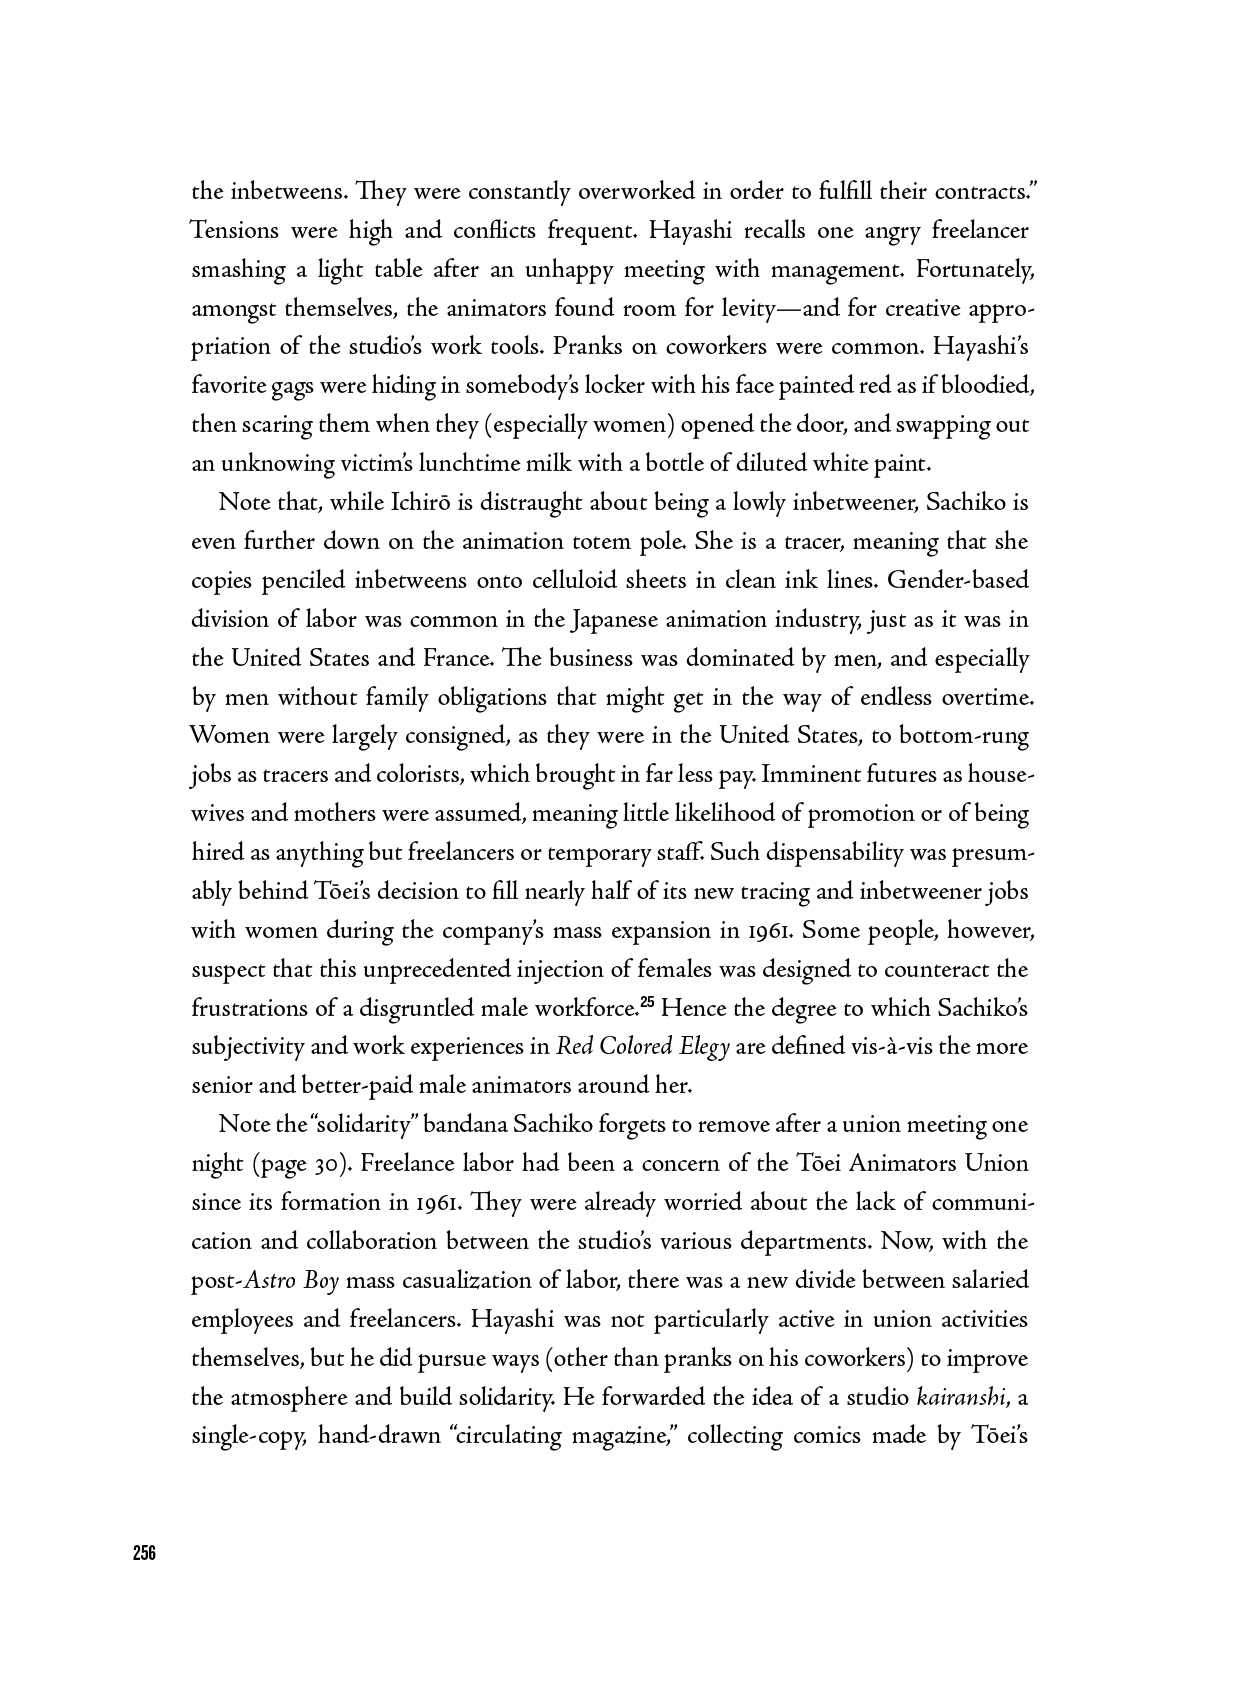 the inbetweens. They were constantly overworked in order to fulfill their contracts.”
Tensions were high and conflicts frequent. Hayashi recalls one angry freelancer
smashing a light table after an unhappy meeting with management. Fortunately,
amongst themselves, the animators found room for levity—and for creative appro-
priation of the studio’s work tools. Pranks on coworkers were common. Hayashi’s
favorite gags were hiding in somebody’s locker with his face painted red as if bloodied,
then scaring them when they (especially women) opened the door, and swapping out
an unknowing victim’s lunchtime milk with a bottle of diluted white paint.
Note that, while Ichirō is distraught about being a lowly inbetweener, Sachiko is
even further down on the animation totem pole. She is a tracer, meaning that she
copies penciled inbetweens onto celluloid sheets in clean ink lines. Gender-based
division of labor was common in the Japanese animation industry, just as it was in
the United States and France. The business was dominated by men, and especially
by men without family obligations that might get in the way of endless overtime.
Women were largely consigned, as they were in the United States, to bottom-rung
jobs as tracers and colorists, which brought in far less pay. Imminent futures as house-
wives and mothers were assumed, meaning little likelihood of promotion or of being
hired as anything but freelancers or temporary staff. Such dispensability was presum-
ably behind Tōei’s decision to fill nearly half of its new tracing and inbetweener jobs
with women during the company’s mass expansion in 1961. Some people, however,
suspect that this unprecedented injection of females was designed to counteract the
frustrations of a disgruntled male workforce.25 Hence the degree to which Sachiko’s
subjectivity and work experiences in Red Colored Elegy are defined vis-à-vis the more
senior and better-paid male animators around her.
Note the “solidarity” bandana Sachiko forgets to remove after a union meeting one
night (page 30). Freelance labor had been a concern of the Tōei Animators Union
since its formation in 1961. They were already worried about the lack of communi-
cation and collaboration between the studio’s various departments. Now, with the
post-Astro Boy mass casualization of labor, there was a new divide between salaried
employees and freelancers. Hayashi was not particularly active in union activities
themselves, but he did pursue ways (other than pranks on his coworkers) to improve
the atmosphere and build solidarity. He forwarded the idea of a studio kairanshi, a
single-copy, hand-drawn “circulating magazine,” collecting comics made by Tōei’s
256